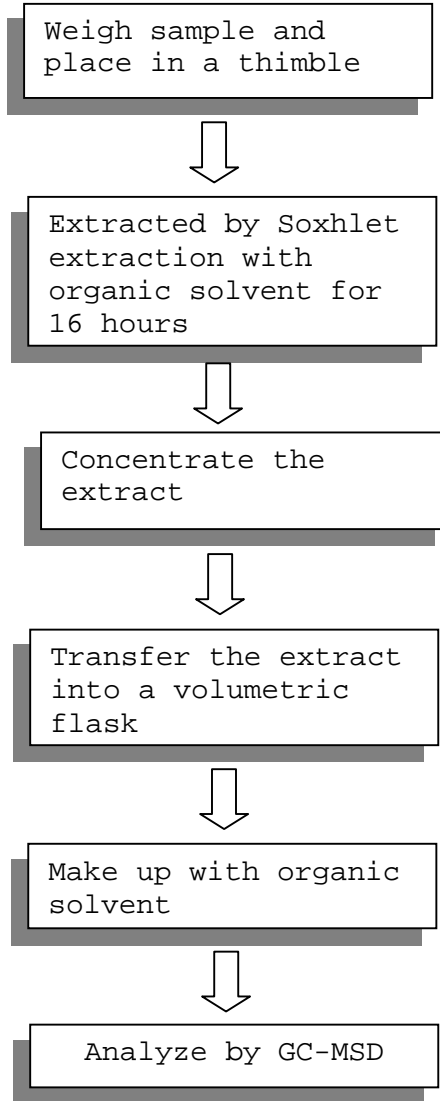 Weigh sample and
place in a thimble
Extracted by Soxhlet
extraction with
organic solvent for
16 hours
Concentrate the
extract
Transfer the extract
into a volumetric
flask
Make up with organic
solvent
Analyze by GC-MSD